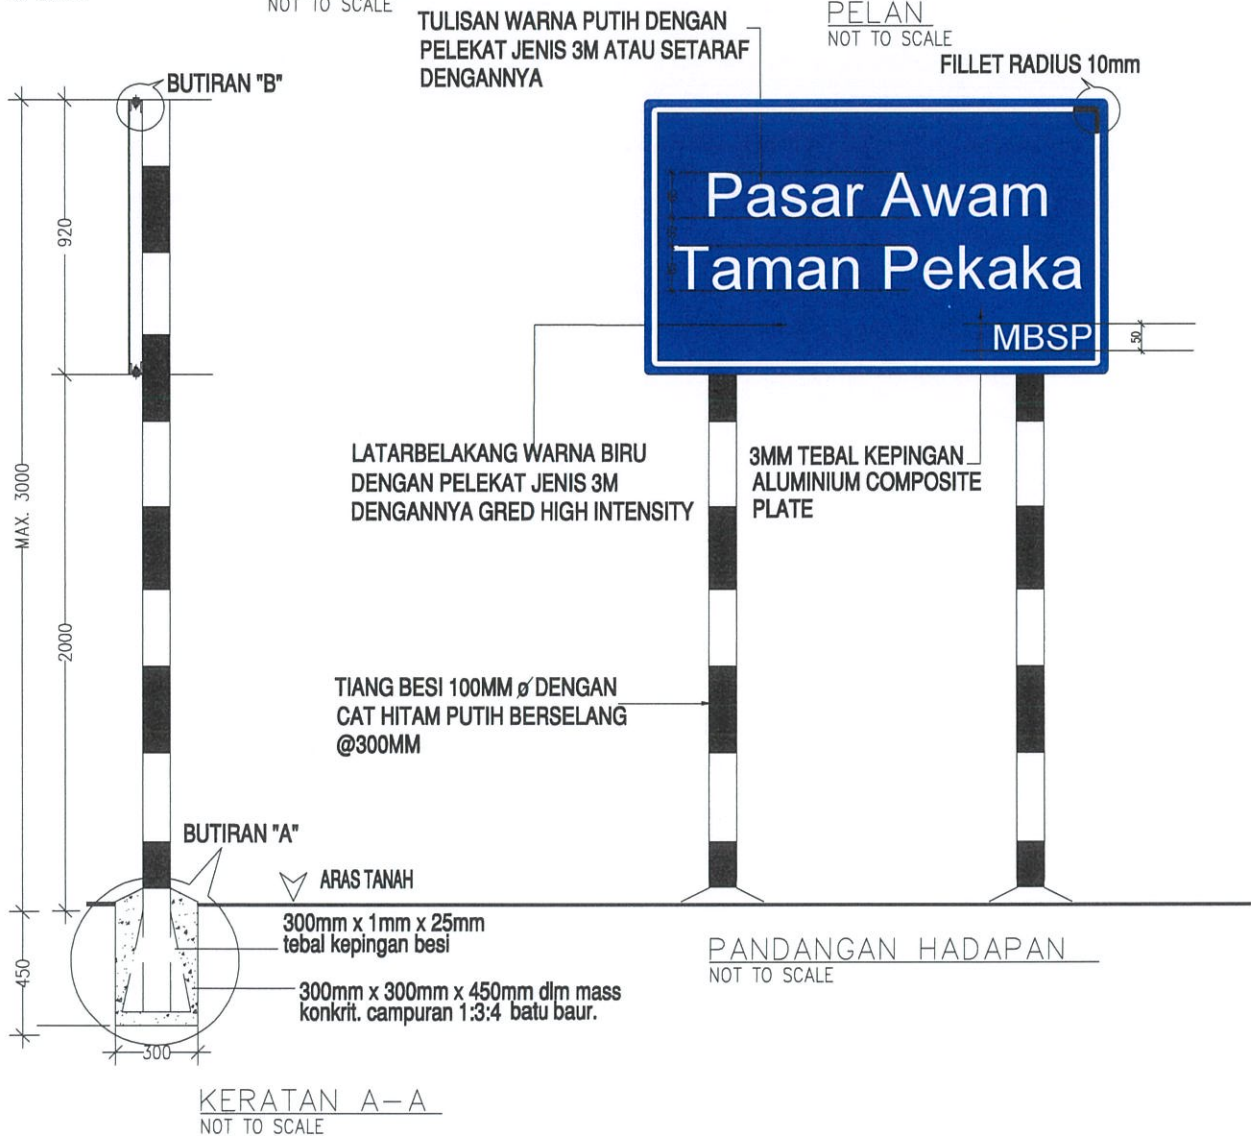 NOT TO SCALE
TULISAN WARNA PUTIH DENGAN
PELEKAT JENIS 3M ATAU SETARAF
DENGANNYA
PELAN
NOT TO SCALE
FILLET RADIUS 10mm
BUTIRAN "B"
920
MAX. 3000
2000
450
300
Pasar Awam
Taman Pekaka
MBSP
50
LATARBELAKANG WARNA BIRU
DENGAN PELEKAT JENIS 3M
DENGANNYA GRED HIGH INTENSITY
3MM TEBAL KEPINGAN
ALUMINIUM COMPOSITE
PLATE
TIANG BESI 100MM ø DENGAN
CAT HITAM PUTIH BERSELANG
@300MM
BUTIRAN "A"
ARAS TANAH
300mm x 1mm x 25mm
tebal kepingan besi
300mm x 300mm x 450mm dlm mass
konkrit. campuran 1:3:4 batu baur.
PANDANGAN HADAPAN
NOT TO SCALE
KERATAN A-A
NOT TO SCALE